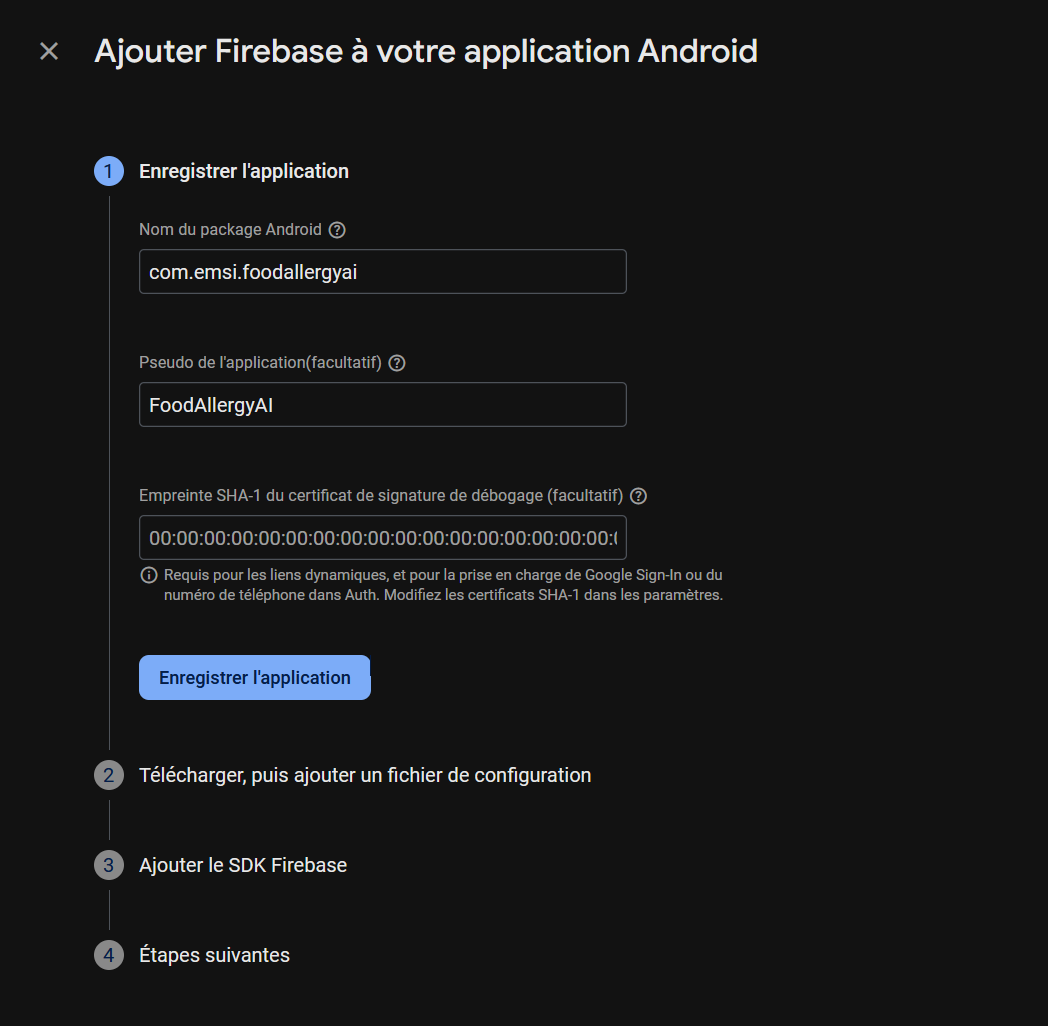 Ajouter Firebase à votre application Android
1 Enregistrer l'application
Nom du package Android ?
com.emsi.foodallergyai
Pseudo de l'application(facultatif) ?
FoodAllergyAI
Empreinte SHA-1 du certificat de signature de débogage (facultatif) ?
00:00:00:00:00:00:00:00:00:00:00:00:00:00:00:00:00:
Requis pour les liens dynamiques, et pour la prise en charge de Google Sign-In ou du
numéro de téléphone dans Auth. Modifiez les certificats SHA-1 dans les paramètres.
Enregistrer l'application
2 Télécharger, puis ajouter un fichier de configuration
3 Ajouter le SDK Firebase
4 Étapes suivantes